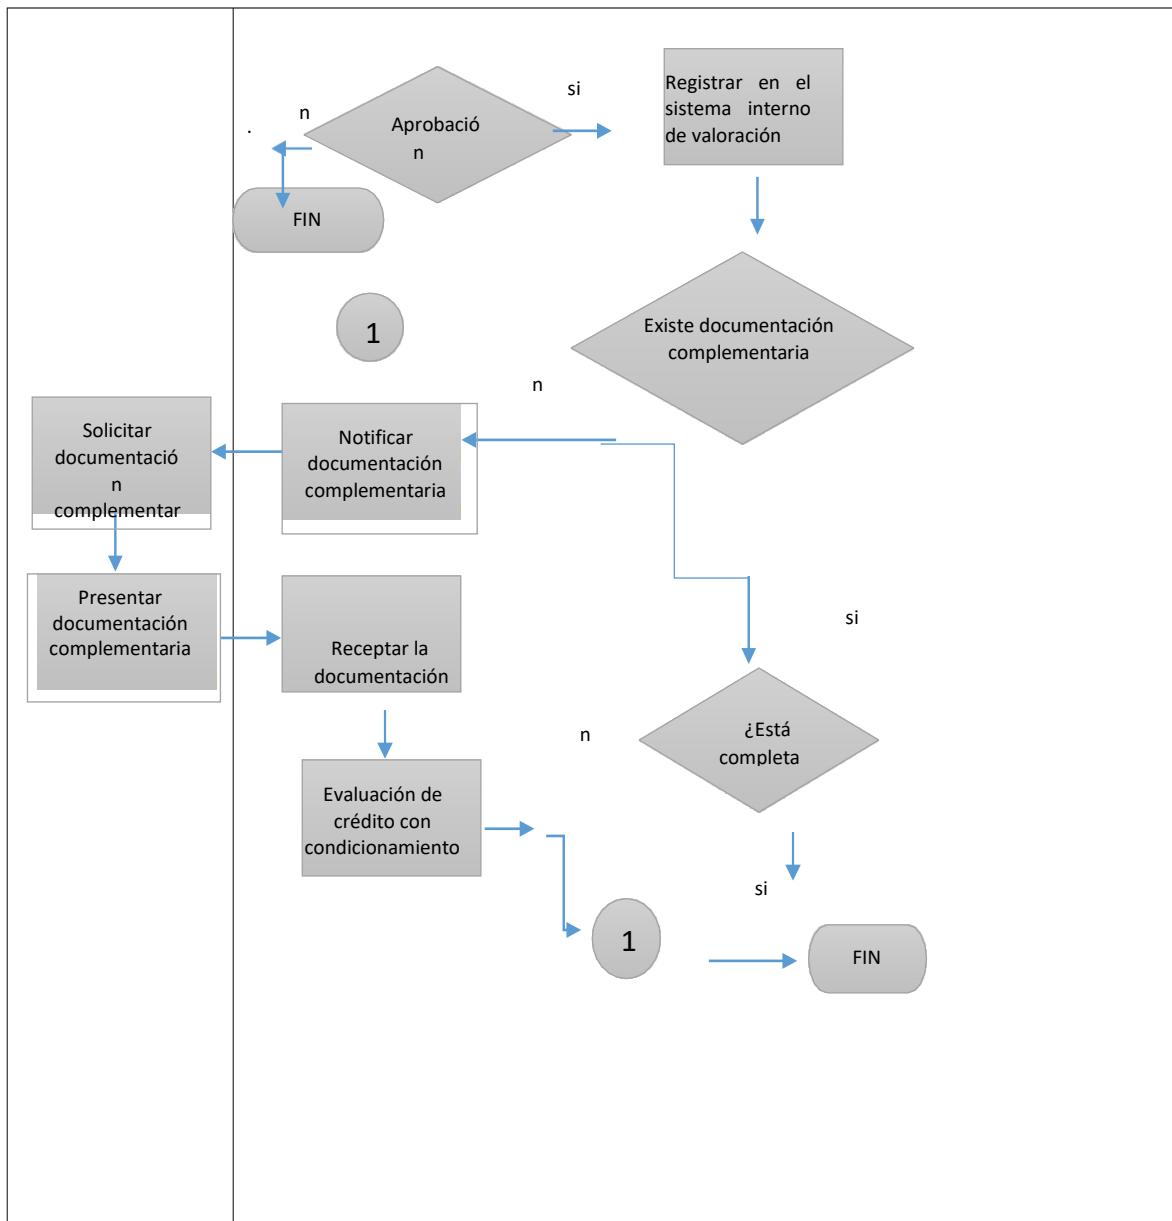 si
Registrar en el
sistema interno
de valoración
n
.
Aprobació
n
FIN
1
Existe documentación
complementaria
n
Solicitar
documentació
n
complementar
Notificar
documentación
complementaria
Presentar
documentación
complementaria
Receptar la
documentación
si
n
¿Está
completa
Evaluación de
crédito con
condicionamiento
si
1
FIN